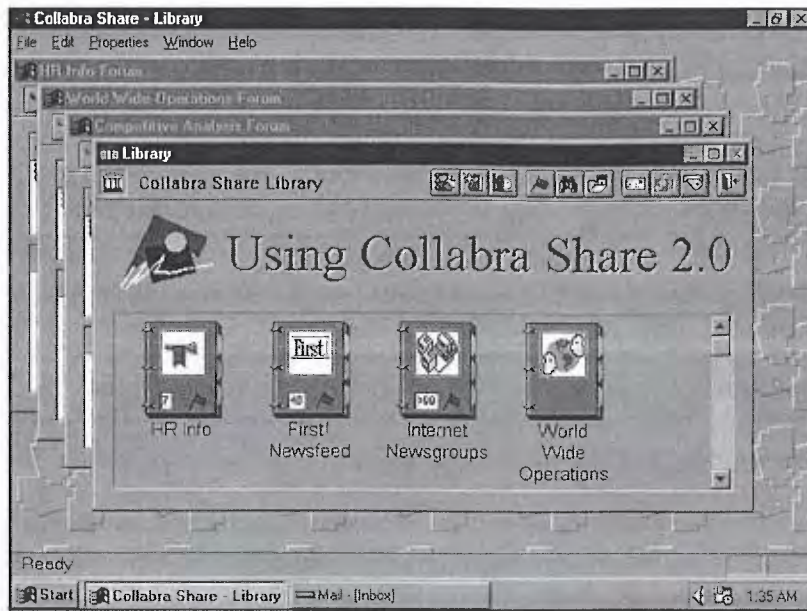 Collabra Share - Library
File Edit Properties Window Help
HR Info Forum
World Wide Operations Forum
Competitive Analysis Forum
Library
Collabra Share Library
Using Collabra Share 2.0
First!
7
40
>60
HR Info
First!
Newsfeed
Internet
Newsgroups
World
Wide
Operations
Ready
Start Collabra Share - Library Mail - [Inbox] 1:35 AM